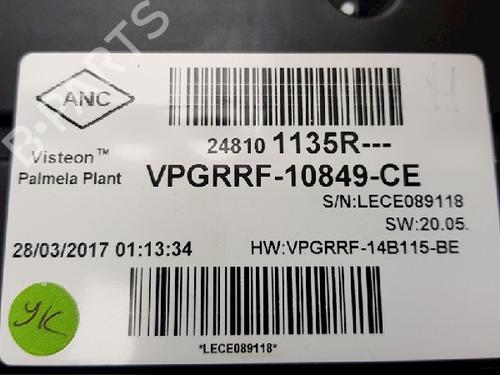 ANC
24810 1135R---
Visteon™
Palmela Plant
VPGRRF-10849-CE
S/N:LECE089118
SW:20.05.
28/03/2017 01:13:34
HW:VPGRRF-14B115-BE
YK
*LECE089118*
B-PARTS